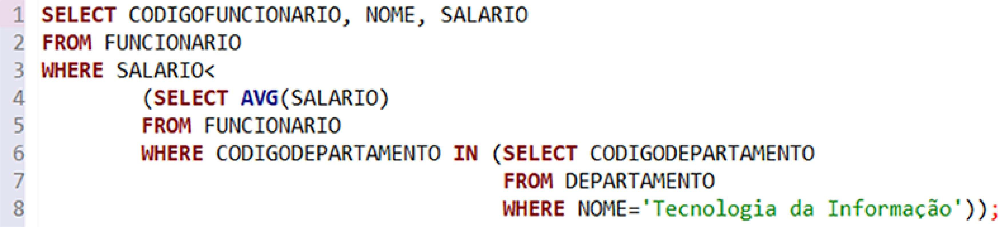 1 SELECT CODIGOFUNCIONARIO, NOME, SALARIO
2 FROM FUNCIONARIO
3 WHERE SALARIO<
4 (SELECT AVG(SALARIO)
5 FROM FUNCIONARIO
6 WHERE CODIGODEPARTAMENTO IN (SELECT CODIGODEPARTAMENTO
7 FROM DEPARTAMENTO
8 WHERE NOME='Tecnologia da Informação'));